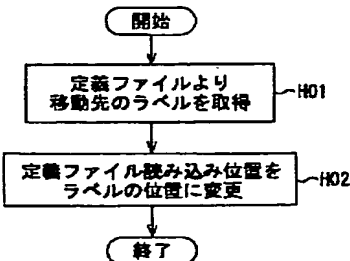 開始
定義ファイルより
移動先のラベルを取得
H01
定義ファイル読み込み位置を
ラベルの位置に変更
H02
終了